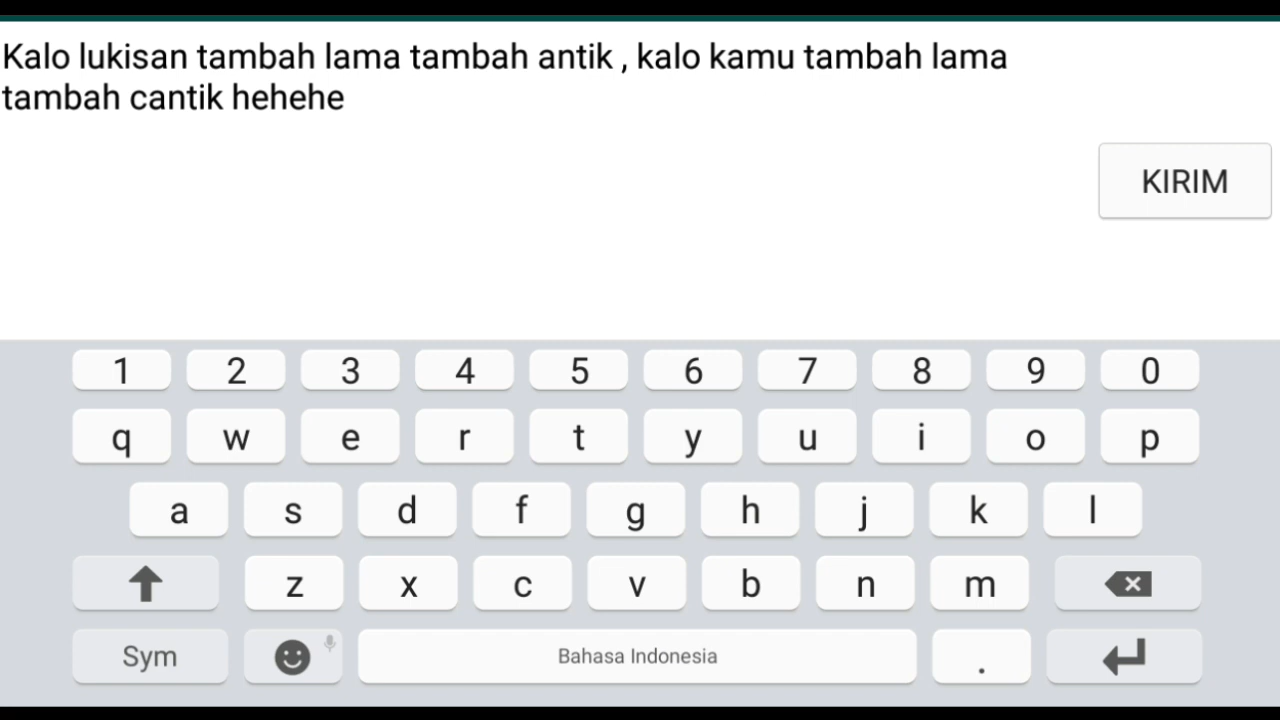 Kalo lukisan tambah lama tambah antik , kalo kamu tambah lama
tambah cantik hehehe
KIRIM
1 2 3 4 5 6 7 8 9 0
q w e r t y u i o p
a s d f g h j k l
z x c v b n m
Sym Bahasa Indonesia .